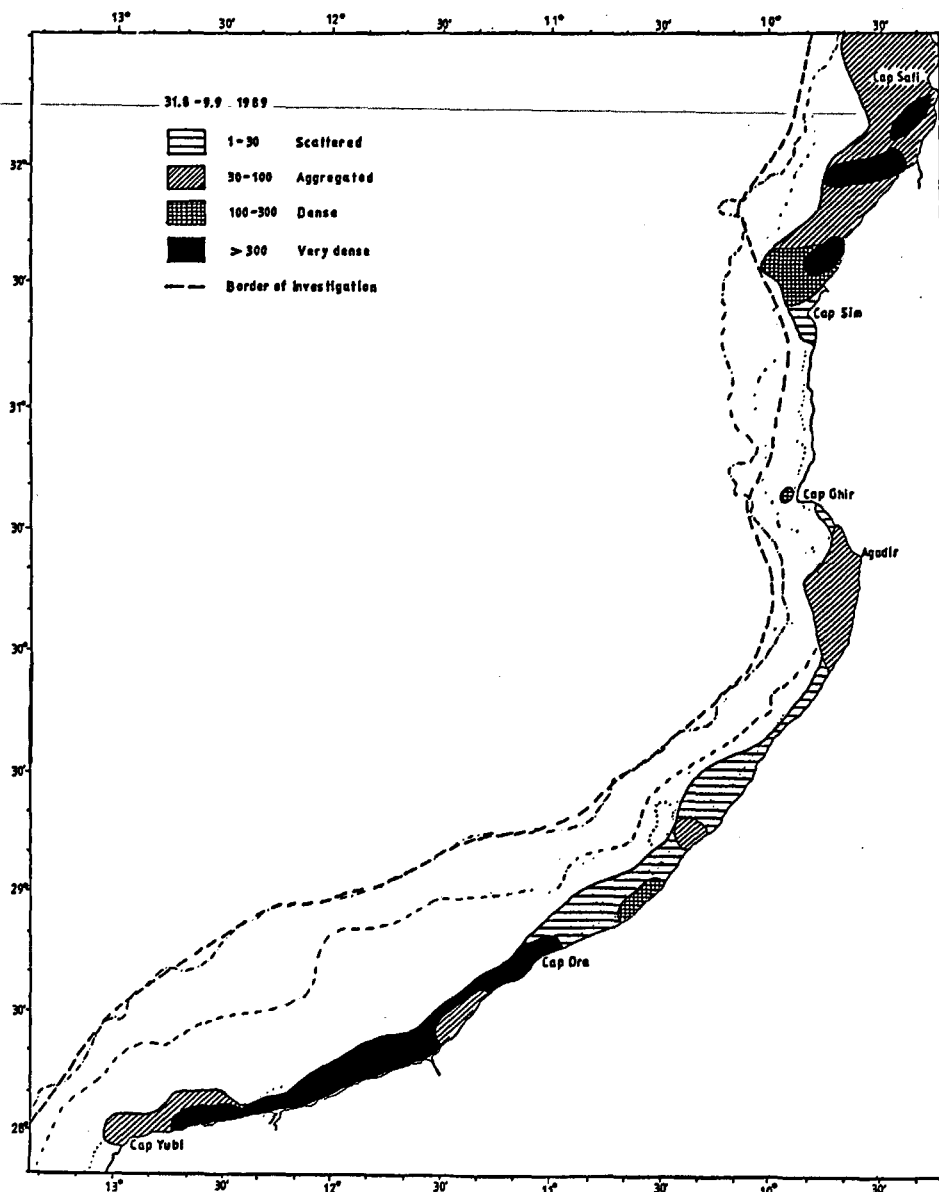 13° 30' 12° 30' 11° 30' 10° 30'
31.8 - 9.9 1989
1-30 Scattered
30-100 Aggregated
100-300 Dense
> 300 Very dense
Border of Investigation
Cap Safi
32°
30'
Cap Sim
31°
Cap Ghir
30'
Agadir
30°
30'
29°
Cap Dra
30'
28°
Cap Yubi
13° 30' 12° 30' 11° 30' 10° 30'